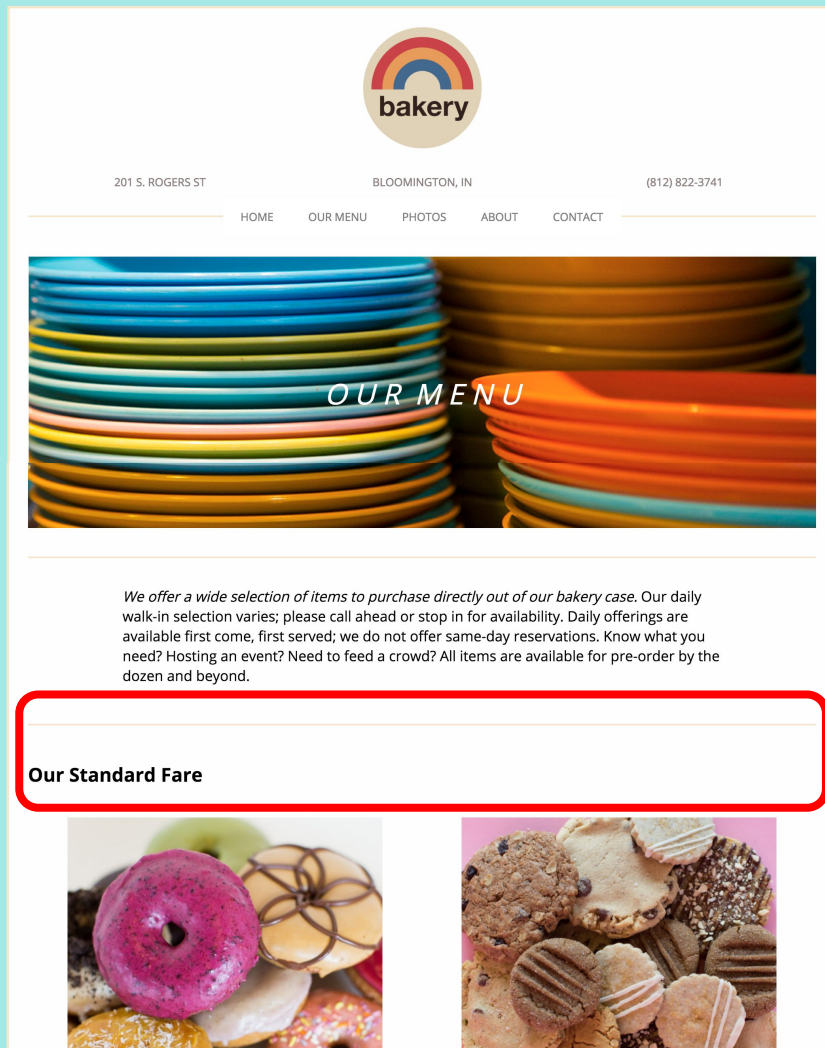 bakery
201 S. ROGERS ST BLOOMINGTON, IN (812) 822-3741
HOME OUR MENU PHOTOS ABOUT CONTACT
OUR MENU
We offer a wide selection of items to purchase directly out of our bakery case. Our daily
walk-in selection varies; please call ahead or stop in for availability. Daily offerings are
available first come, first served; we do not offer same-day reservations. Know what you
need? Hosting an event? Need to feed a crowd? All items are available for pre-order by the
dozen and beyond.
Our Standard Fare